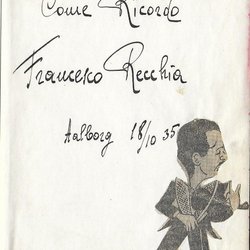 Come Ricordo
Francesco Recchia
Aalborg 18/10 35